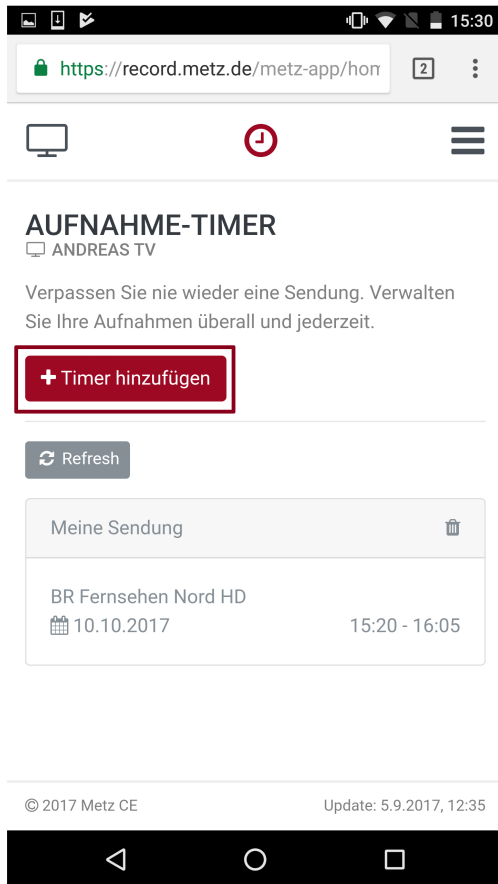 15:30
https://record.metz.de/metz-app/hom
2
AUFNAHME-TIMER
ANDREAS TV
Verpassen Sie nie wieder eine Sendung. Verwalten
Sie Ihre Aufnahmen überall und jederzeit.
Timer hinzufügen
Refresh
Meine Sendung
BR Fernsehen Nord HD
10.10.2017 15:20 - 16:05
© 2017 Metz CE Update: 5.9.2017, 12:35